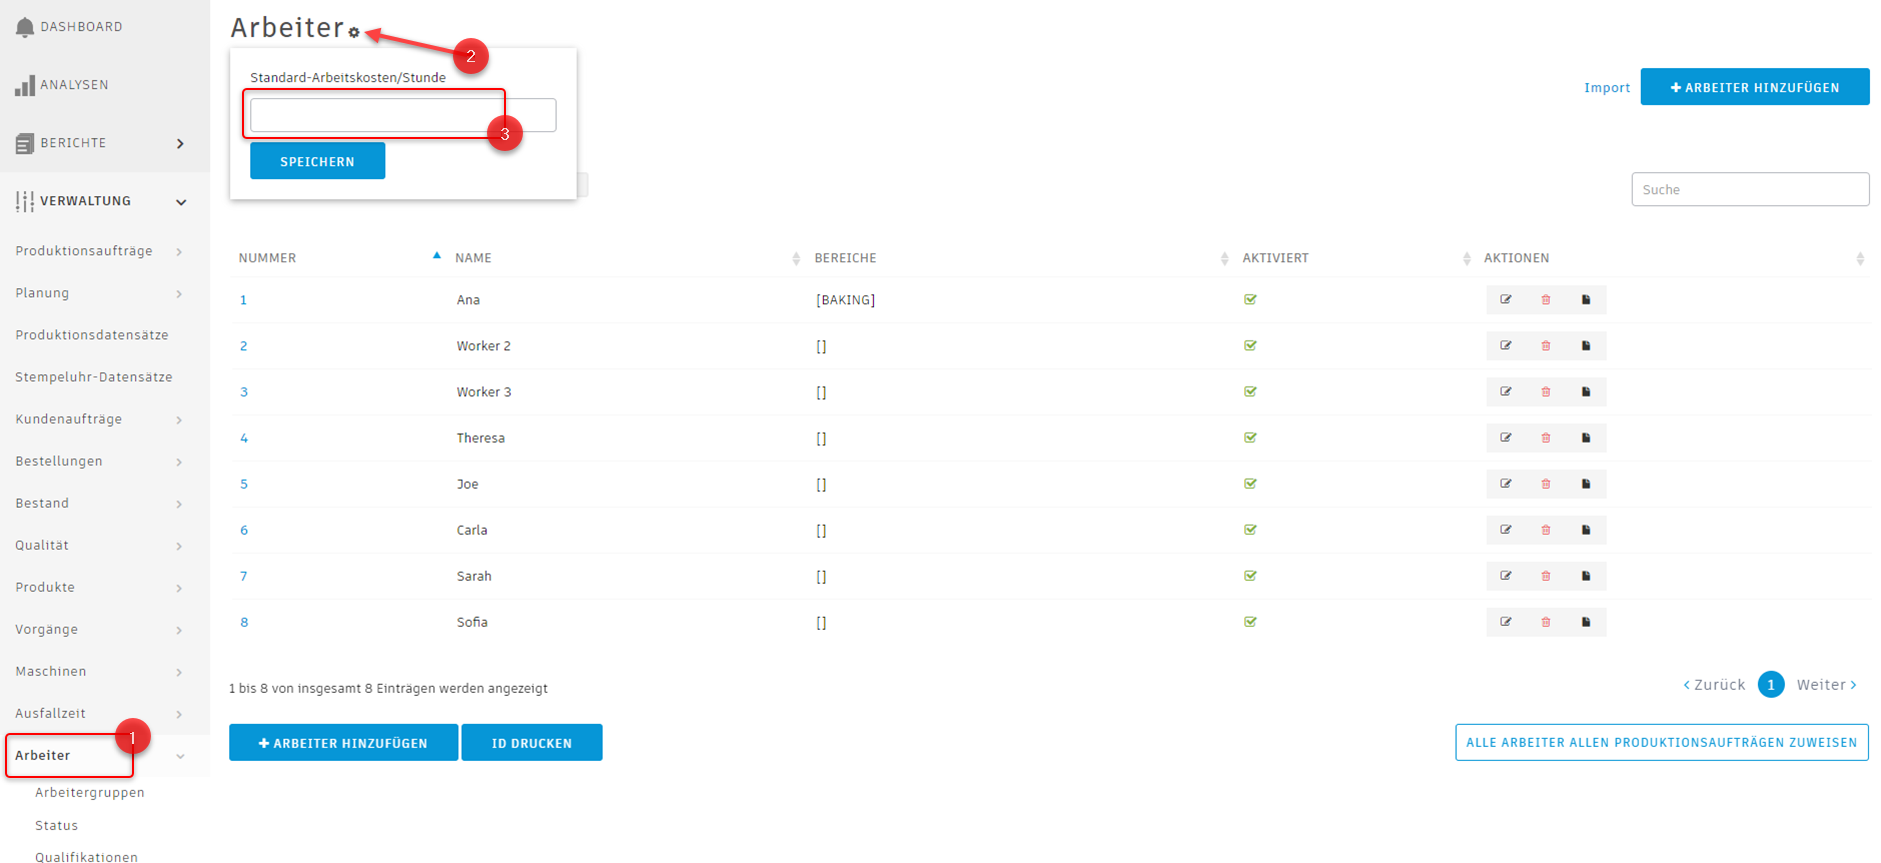 DASHBOARD
ANALYSEN
BERICHTE
VERWALTUNG
Produktionsaufträge
Planung
Produktionsdatensätze
Stempeluhr-Datensätze
Kundenaufträge
Bestellungen
Bestand
Qualität
Produkte
Vorgänge
Maschinen
Ausfallzeit
1
Arbeiter
Arbeitergruppen
Status
Qualifikationen
Arbeiter
2
Standard-Arbeitskosten/Stunde
3
SPEICHERN
Import
ARBEITER HINZUFÜGEN
Suche
NUMMER NAME BEREICHE AKTIVIERT AKTIONEN
1 Ana [BAKING]
2 Worker 2 []
3 Worker 3 []
4 Theresa []
5 Joe []
6 Carla []
7 Sarah []
8 Sofia []
1 bis 8 von insgesamt 8 Einträgen werden angezeigt
Zurück 1 Weiter
ARBEITER HINZUFÜGEN ID DRUCKEN
ALLE ARBEITER ALLEN PRODUKTIONSAUFTRÄGEN ZUWEISEN